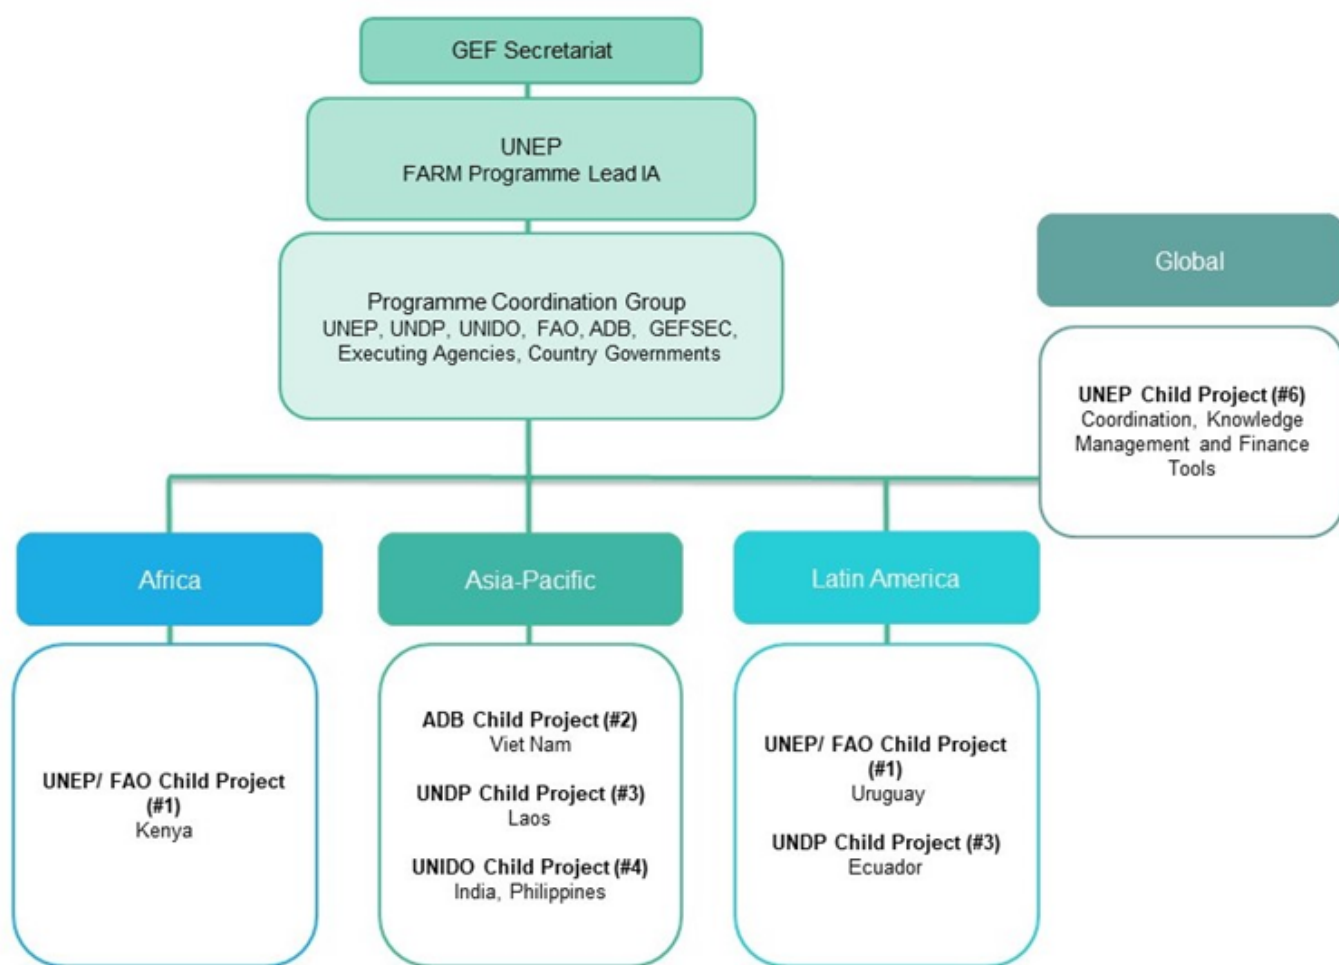 GEF Secretariat
UNEP
FARM Programme Lead IA
Programme Coordination Group
UNEP, UNDP, UNIDO, FAO, ADB, GEFSEC,
Executing Agencies, Country Governments
Global
UNEP Child Project (#6)
Coordination, Knowledge
Management and Finance
Tools
Africa
UNEP/ FAO Child Project
(#1)
Kenya
Asia-Pacific
ADB Child Project (#2)
Viet Nam
UNDP Child Project (#3)
Laos
UNIDO Child Project (#4)
India, Philippines
Latin America
UNEP/ FAO Child Project
(#1)
Uruguay
UNDP Child Project (#3)
Ecuador